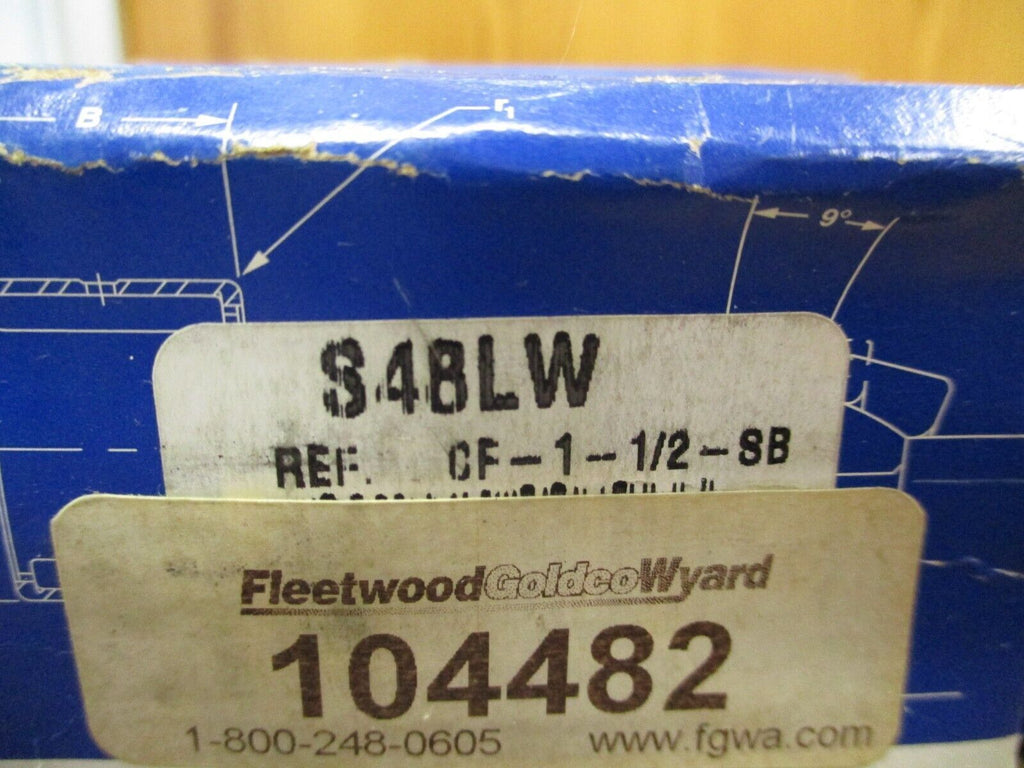 B r1
9°
S48LW
REF. CF-1-1/2-SB
FleetwoodGoldcoWyard
104482
1-800-248-0605 www.fgwa.com